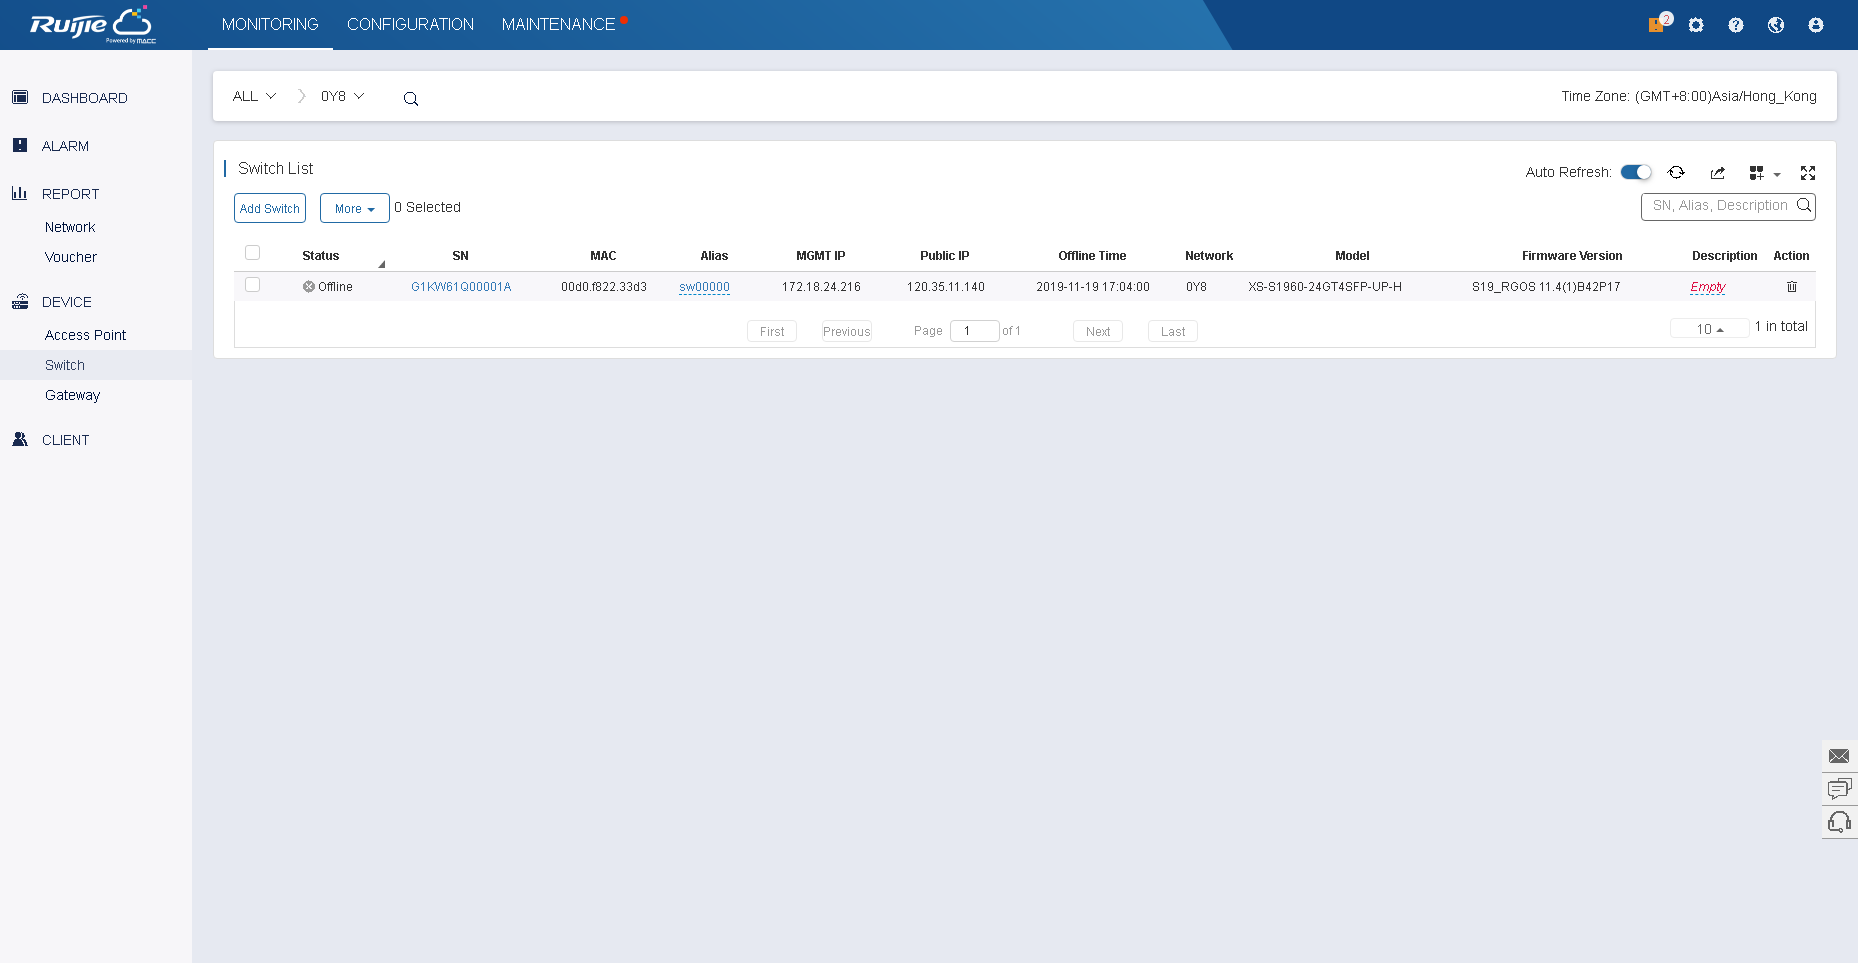 Ruijie
Powered by MACC
MONITORING CONFIGURATION MAINTENANCE
2
DASHBOARD
ALARM
REPORT
Network
Voucher
DEVICE
Access Point
Switch
Gateway
CLIENT
ALL 0Y8
Time Zone: (GMT+8:00)Asia/Hong_Kong
Switch List
Auto Refresh:
Add Switch More 0 Selected
SN, Alias, Description
Status SN MAC Alias MGMT IP Public IP Offline Time Network Model Firmware Version Description Action
Offline G1KW61Q00001A 00d0.f822.33d3 sw00000 172.18.24.216 120.35.11.140 2019-11-19 17:04:00 0Y8 XS-S1960-24GT4SFP-UP-H S19_RGOS 11.4(1)B42P17 Empty
First Previous Page 1 of 1 Next Last 10 1 in total